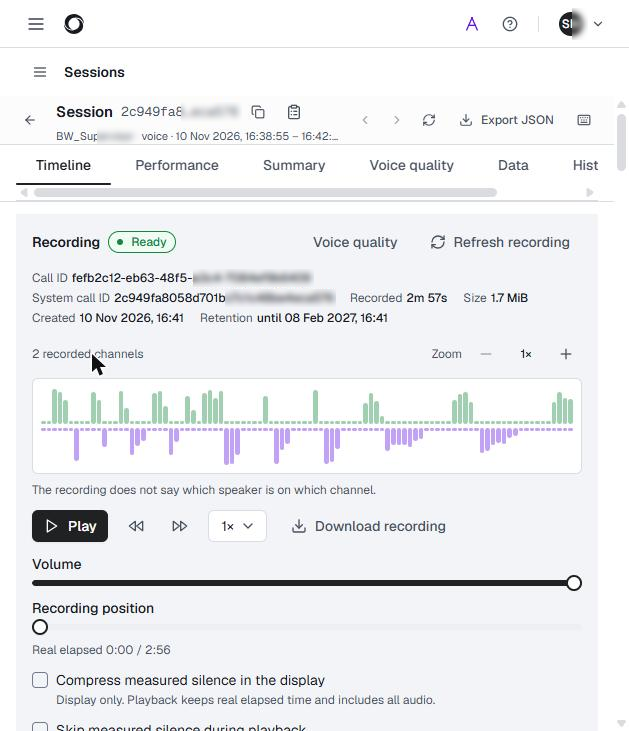 Sessions
Session 2c949fa8
BW_Sup voice · 10 Nov 2026, 16:38:55 – 16:42:...
Export JSON
Timeline Performance Summary Voice quality Data Hist
Recording Ready Voice quality Refresh recording
Call ID fefb2c12-eb63-48f5-
System call ID 2c949fa8058d701b Recorded 2m 57s Size 1.7 MiB
Created 10 Nov 2026, 16:41 Retention until 08 Feb 2027, 16:41
2 recorded channels Zoom 1×
The recording does not say which speaker is on which channel.
Play 1× Download recording
Volume
Recording position
Real elapsed 0:00 / 2:56
Compress measured silence in the display
Display only. Playback keeps real elapsed time and includes all audio.
Skip measured silence during playback